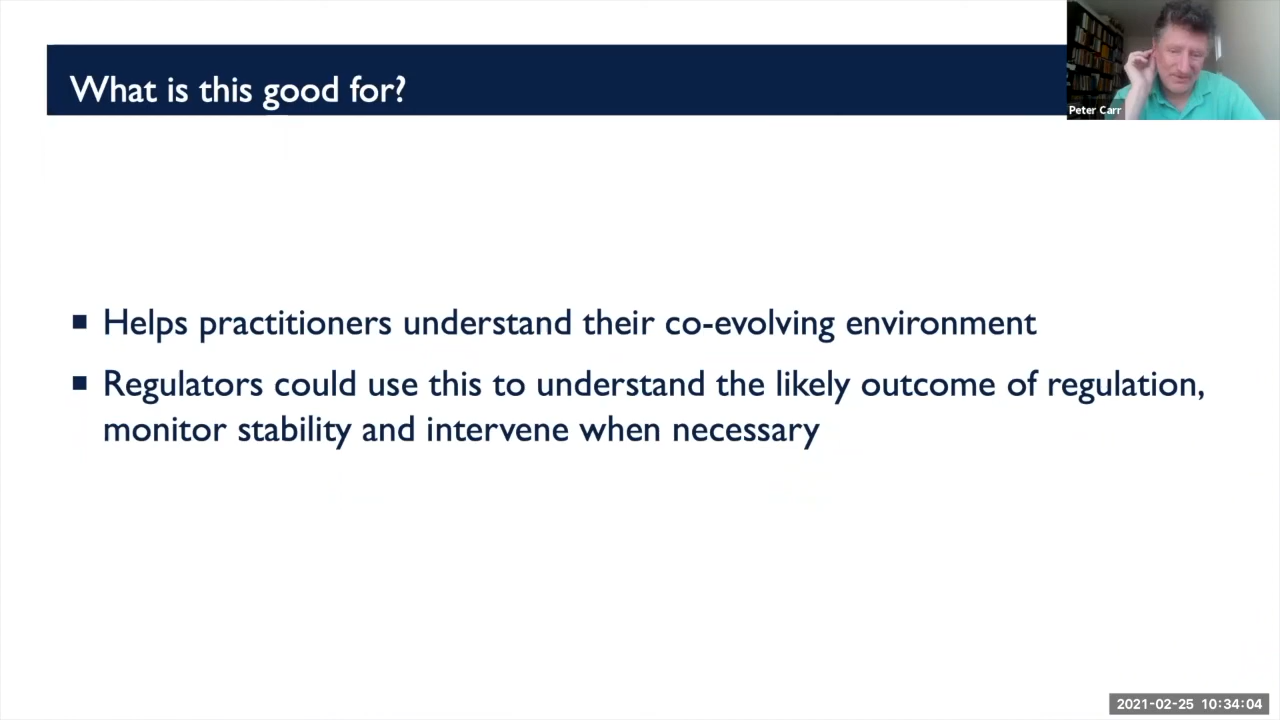 What is this good for?
Peter Carr
Helps practitioners understand their co-evolving environment
Regulators could use this to understand the likely outcome of regulation,
monitor stability and intervene when necessary
2021-02-25 10:34:04